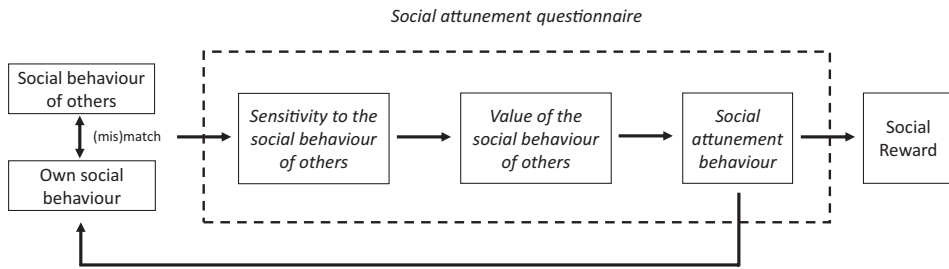 Social attunement questionnaire
Social behaviour
of others
(mis)match
Own social
behaviour
Sensitivity to the
social behaviour
of others
Value of the
social behaviour
of others
Social
attunement
behaviour
Social
Reward